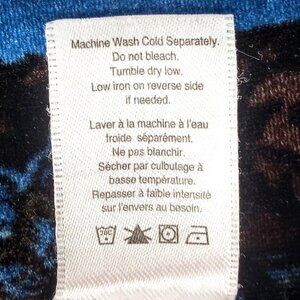 Machine Wash Cold Separately.
Do not bleach.
Tumble dry low.
Low iron on reverse side
if needed.
Laver à la machine à l'eau
froide séparément.
Ne pas blanchir.
Sécher par culbutage à
basse température.
Repasser à faible intensité
sur l'envers au besoin.
30C